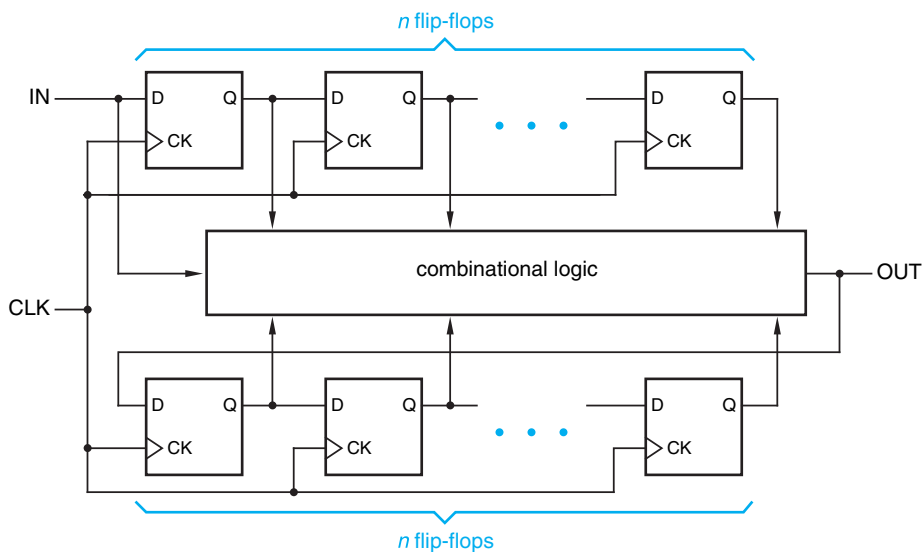 n flip-flops
IN
D Q D Q D Q
CK CK CK
combinational logic
OUT
CLK
D Q D Q D Q
CK CK CK
n flip-flops